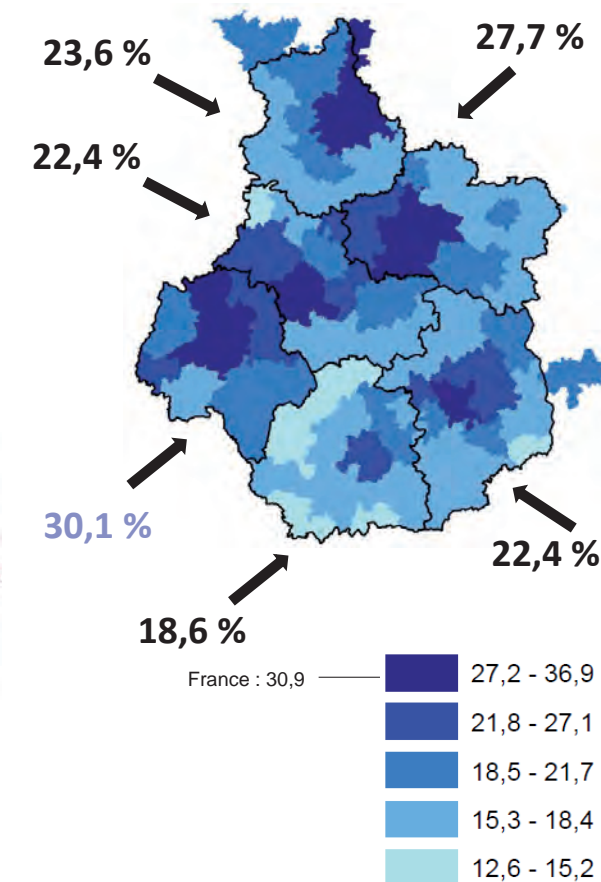 23,6 %
27,7 %
22,4 %
30,1 %
22,4 %
18,6 %
France : 30,9
27,2 - 36,9
21,8 - 27,1
18,5 - 21,7
15,3 - 18,4
12,6 - 15,2